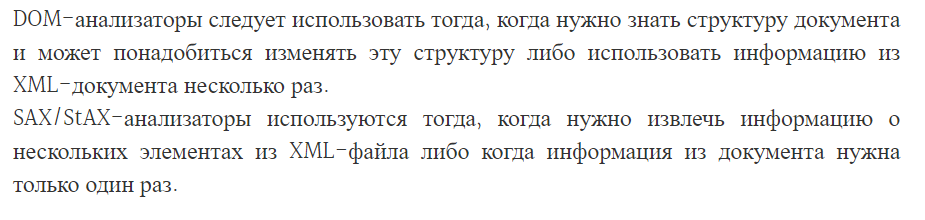 DOM-анализаторы следует использовать тогда, когда нужно знать структуру документа
и может понадобиться изменять эту структуру либо использовать информацию из
XML-документа несколько раз.
SAX/StAX-анализаторы используются тогда, когда нужно извлечь информацию о
нескольких элементах из XML-файла либо когда информация из документа нужна
только один раз.